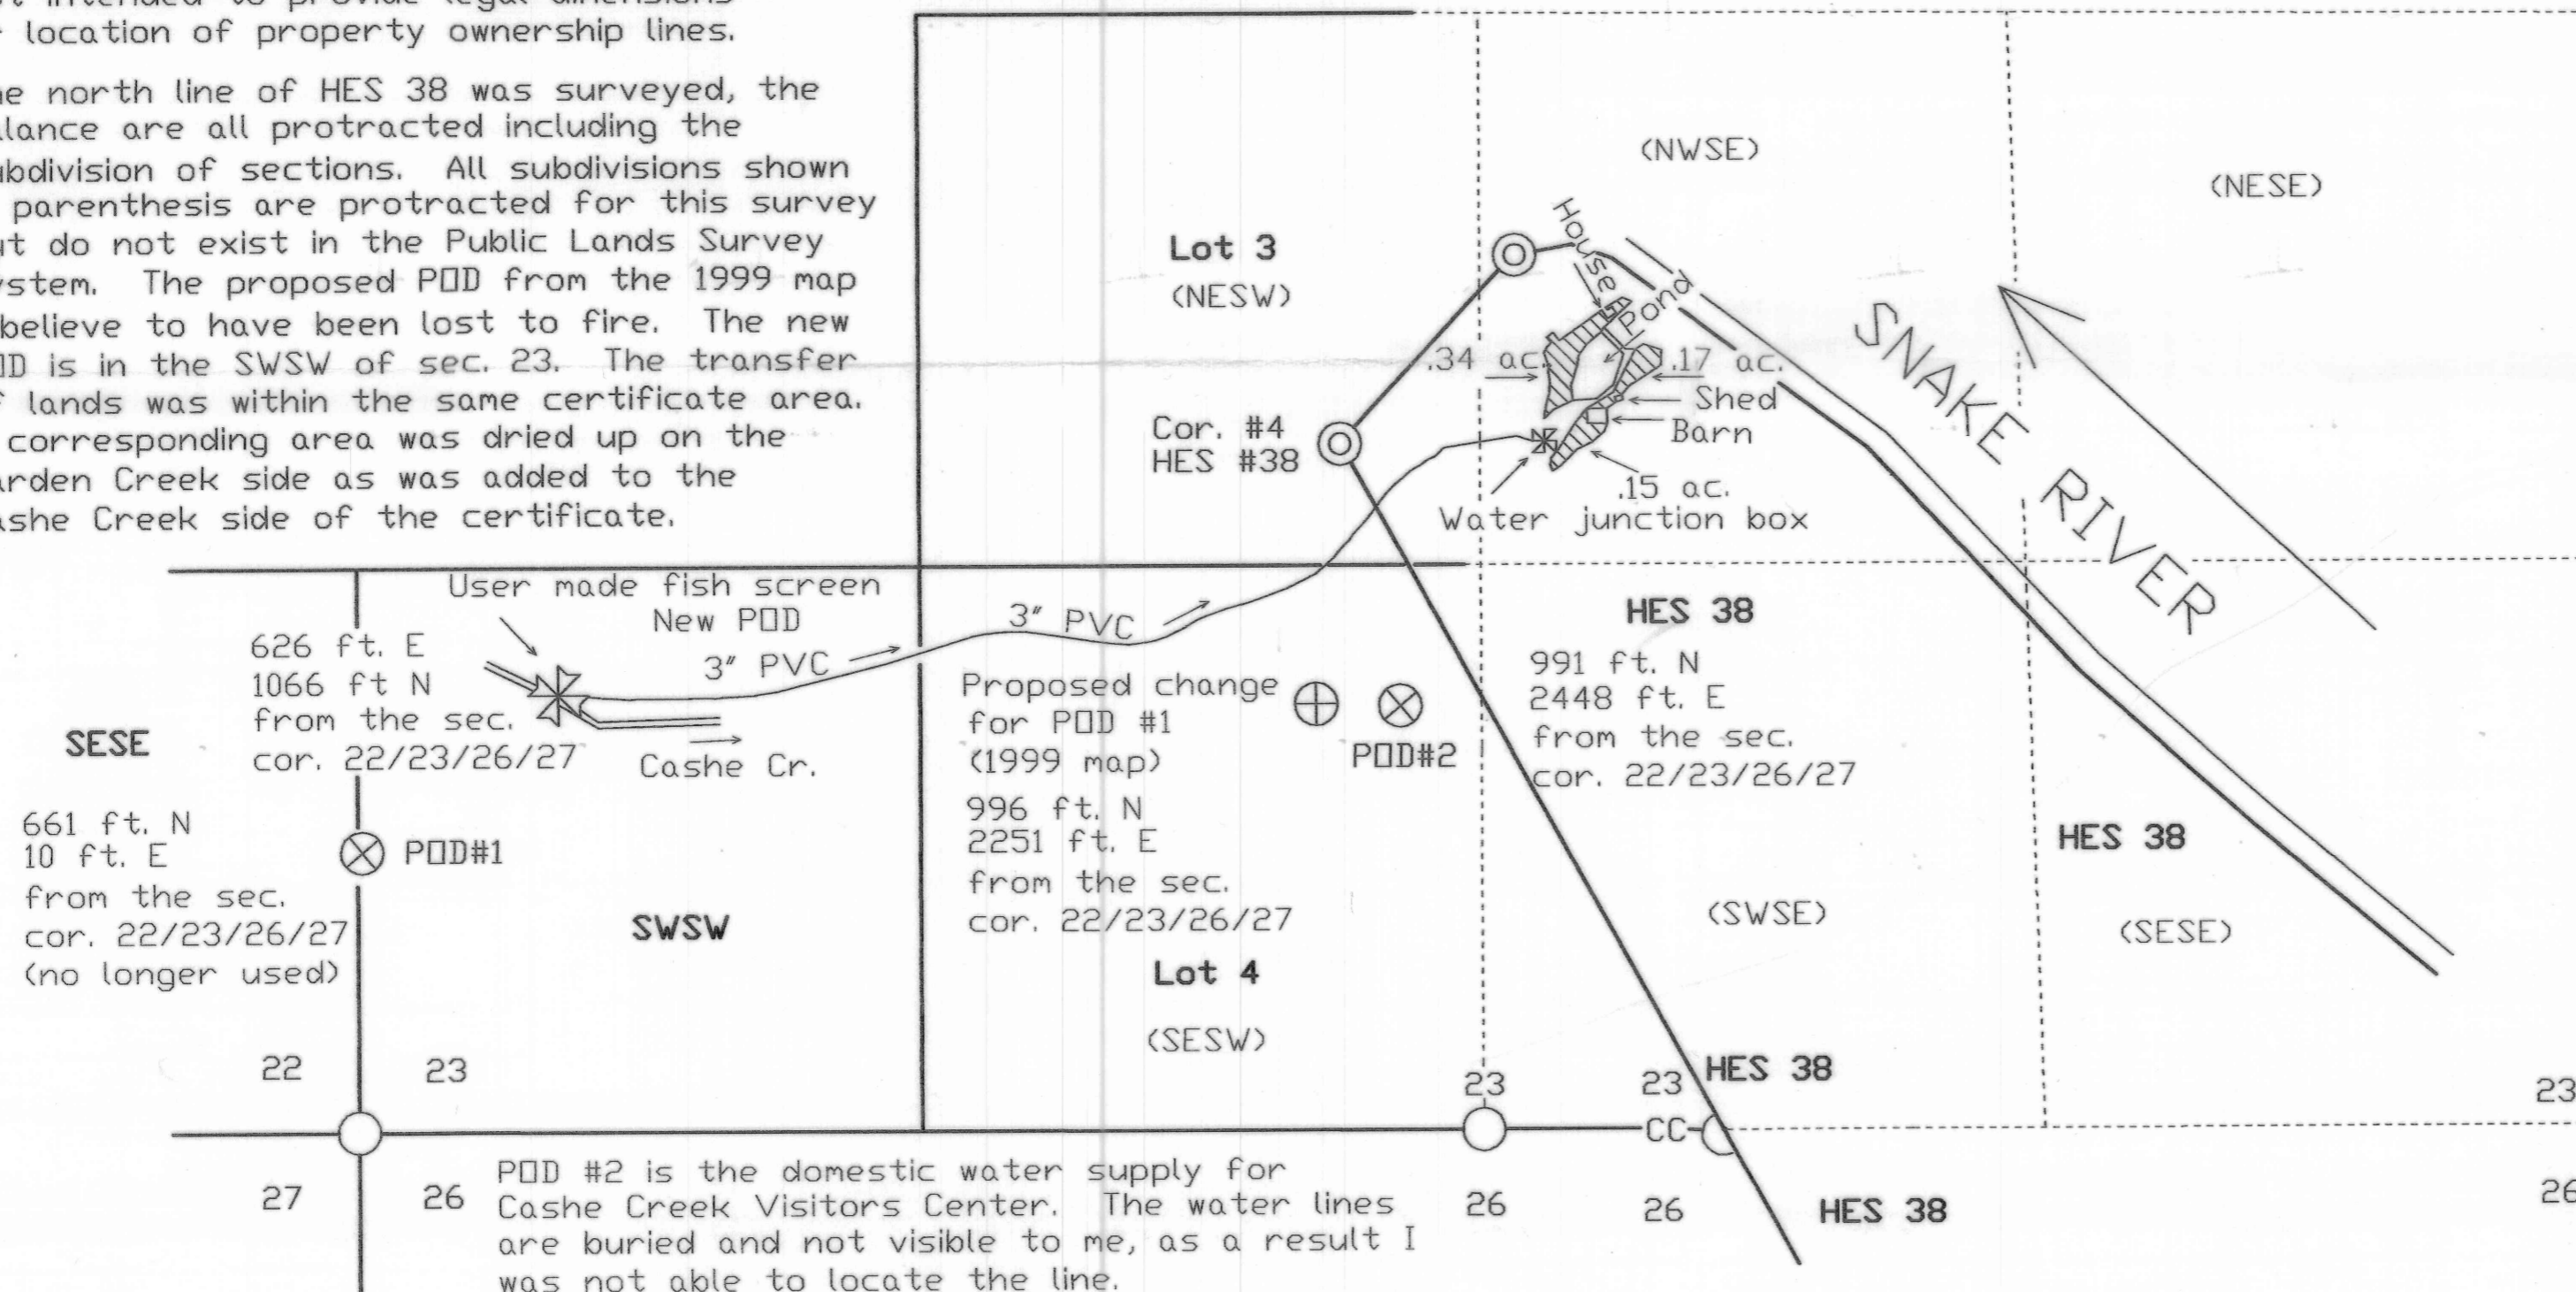 location of property ownership lines.
north line of HES 38 was surveyed, the
are all protracted including the
of sections. All subdivisions shown
parenthesis are protracted for this survey
do not exist in the Public Lands Survey
The proposed POD from the 1999 map
believe to have been lost to fire. The new
is in the SWSW of sec. 23. The transfer
lands was within the same certificate area.
corresponding area was dried up on the
Creek side as was added to the
Creek side of the certificate.
Lot 3
(NESW)
(NWSE)
(NESE)
House
Pond
.34 ac.
.17 ac.
Shed
Barn
.15 ac.
Water junction box
Cor. #4
HES #38
SNAKE RIVER
User made fish screen
New POD
3" PVC
3" PVC
626 ft. E
1066 ft N
from the sec.
cor. 22/23/26/27
Cashe Cr.
SESE
661 ft. N
10 ft. E
from the sec.
cor. 22/23/26/27
(no longer used)
POD#1
SWSW
Proposed change
for POD #1
(1999 map)
996 ft. N
2251 ft. E
from the sec.
cor. 22/23/26/27
Lot 4
(SESW)
POD#2
HES 38
991 ft. N
2448 ft. E
from the sec.
cor. 22/23/26/27
(SWSE)
HES 38
(SESE)
22
23
23
23
HES 38
23
CC
27
26
26
26
HES 38
26
POD #2 is the domestic water supply for
Cashe Creek Visitors Center. The water lines
are buried and not visible to me, as a result I
was not able to locate the line.